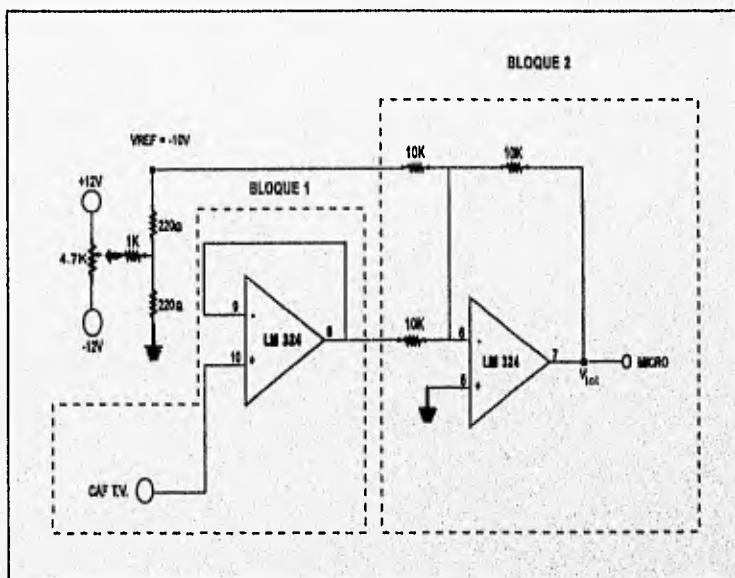 BLOQUE 2
VREF = -10V
10K
10K
+12V
BLOQUE 1
220Ω
1K
4.7K
220Ω
-12V
9
-
8
LM 324
10
+
10K
6
-
7
LM 324
5
+
MICRO
CAF T.V.